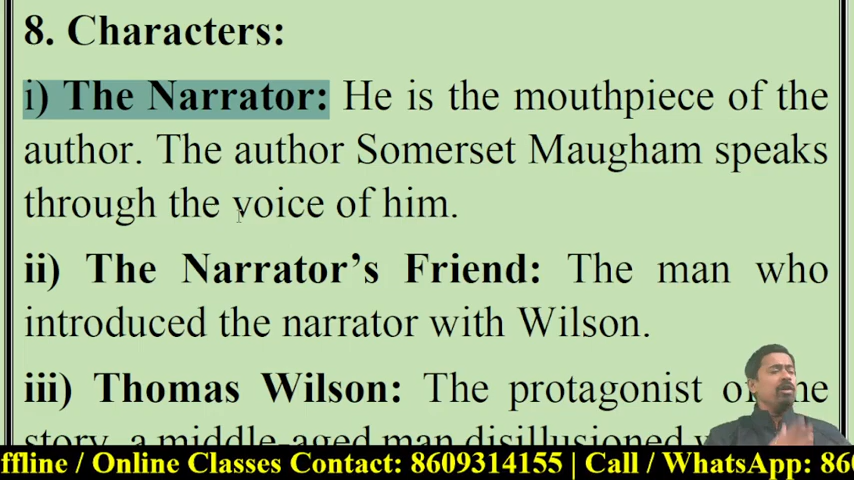 8. Characters:
i) The Narrator: He is the mouthpiece of the
author. The author Somerset Maugham speaks
through the voice of him.
ii) The Narrator's Friend: The man who
introduced the narrator with Wilson.
iii) Thomas Wilson: The protagonist
story, a middle-aged man disillusioned
/ Online Classes Contact: 8609314155 | Call / WhatsApp: